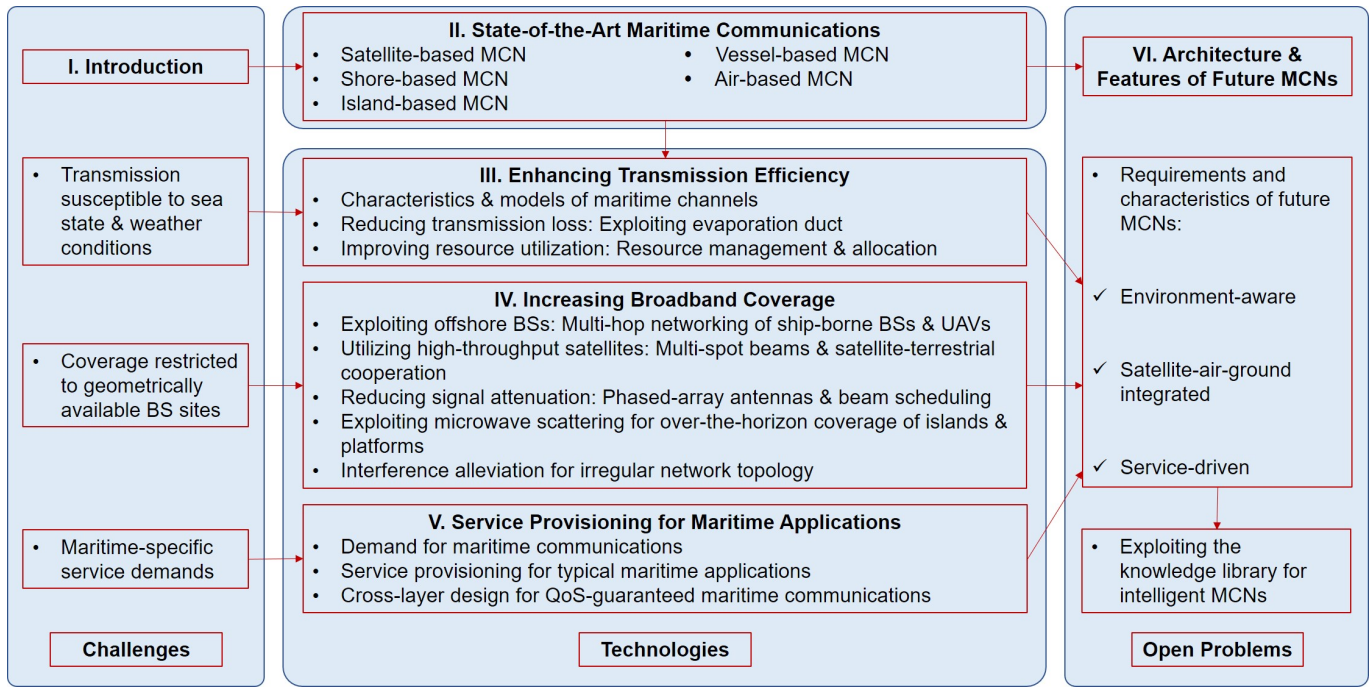 I. Introduction
• Transmission
susceptible to sea
state & weather
conditions
• Coverage restricted
to geometrically
available BS sites
• Maritime-specific
service demands
Challenges
II. State-of-the-Art Maritime Communications
• Satellite-based MCN
• Shore-based MCN
• Island-based MCN
• Vessel-based MCN
• Air-based MCN
III. Enhancing Transmission Efficiency
• Characteristics & models of maritime channels
• Reducing transmission loss: Exploiting evaporation duct
• Improving resource utilization: Resource management & allocation
IV. Increasing Broadband Coverage
• Exploiting offshore BSs: Multi-hop networking of ship-borne BSs & UAVs
• Utilizing high-throughput satellites: Multi-spot beams & satellite-terrestrial
cooperation
• Reducing signal attenuation: Phased-array antennas & beam scheduling
• Exploiting microwave scattering for over-the-horizon coverage of islands &
platforms
• Interference alleviation for irregular network topology
V. Service Provisioning for Maritime Applications
• Demand for maritime communications
• Service provisioning for typical maritime applications
• Cross-layer design for QoS-guaranteed maritime communications
Technologies
VI. Architecture &
Features of Future MCNs
• Requirements and
characteristics of future
MCNs:
✓ Environment-aware
✓ Satellite-air-ground
integrated
✓ Service-driven
• Exploiting the
knowledge library for
intelligent MCNs
Open Problems